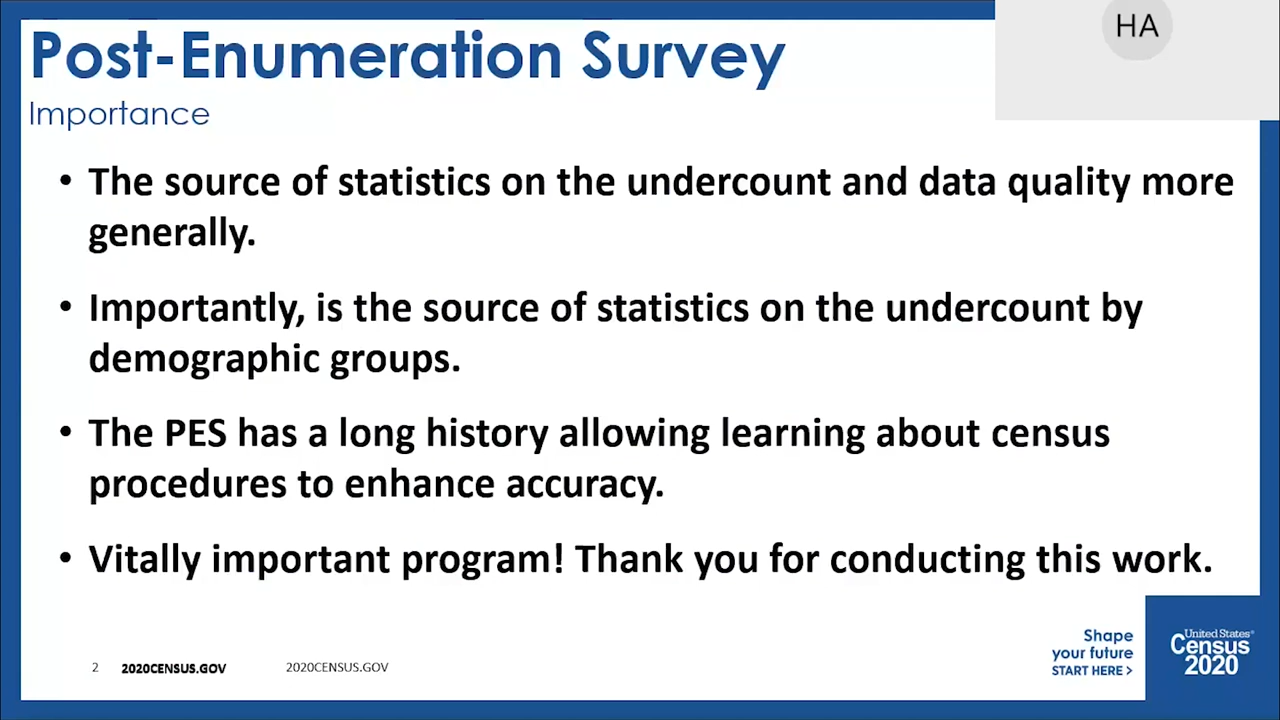 Post-Enumeration Survey
HA
Importance
• The source of statistics on the undercount and data quality more
generally.
• Importantly, is the source of statistics on the undercount by
demographic groups.
• The PES has a long history allowing learning about census
procedures to enhance accuracy.
• Vitally important program! Thank you for conducting this work.
Shape
your future
START HERE >
United States®
Census
2020
2 2020CENSUS.GOV 2020CENSUS.GOV